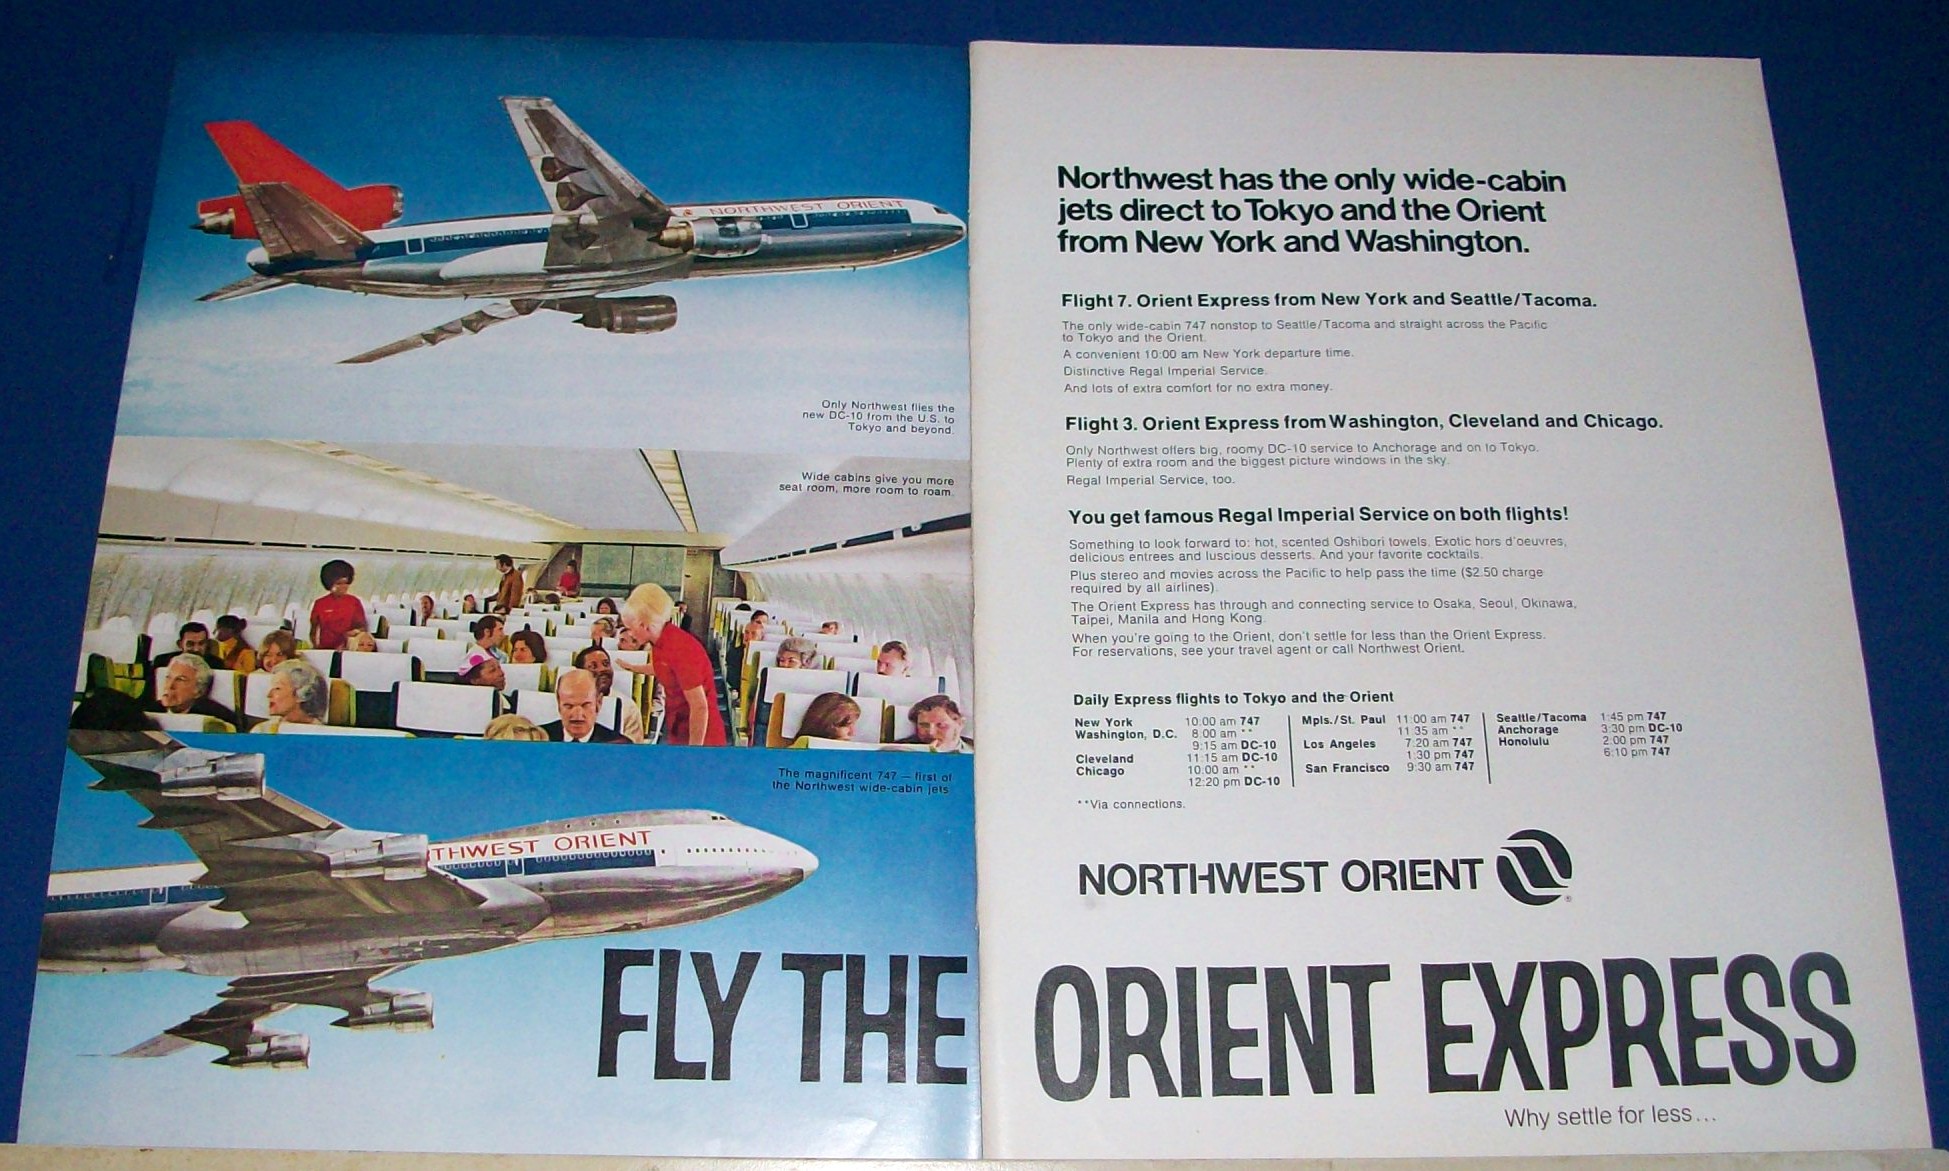 NORTHWEST ORIENT
Only Northwest flies the
new DC-10 from the U.S. to
Tokyo and beyond.
Wide cabins give you more
seat room, more room to roam.
The magnificent 747 — first of
the Northwest wide-cabin jets
THWEST ORIENT
FLY THE
Northwest has the only wide-cabin
jets direct to Tokyo and the Orient
from New York and Washington.
Flight 7. Orient Express from New York and Seattle/Tacoma.
The only wide-cabin 747 nonstop to Seattle/Tacoma and straight across the Pacific
to Tokyo and the Orient.
A convenient 10:00 am New York departure time.
Distinctive Regal Imperial Service.
And lots of extra comfort for no extra money.
Flight 3. Orient Express from Washington, Cleveland and Chicago.
Only Northwest offers big, roomy DC-10 service to Anchorage and on to Tokyo.
Plenty of extra room and the biggest picture windows in the sky.
Regal Imperial Service, too.
You get famous Regal Imperial Service on both flights!
Something to look forward to: hot, scented Oshibori towels. Exotic hors d'oeuvres,
delicious entrees and luscious desserts. And your favorite cocktails.
Plus stereo and movies across the Pacific to help pass the time ($2.50 charge
required by all airlines).
The Orient Express has through and connecting service to Osaka, Seoul, Okinawa,
Taipei, Manila and Hong Kong.
When you're going to the Orient, don't settle for less than the Orient Express.
For reservations, see your travel agent or call Northwest Orient.
Daily Express flights to Tokyo and the Orient
New York 10:00 am 747
Washington, D.C. 8:00 am **
9:15 am DC-10
Cleveland 11:15 am DC-10
Chicago 10:00 am **
12:20 pm DC-10
Mpls./St. Paul 11:00 am 747
11:35 am **
Los Angeles 7:20 am 747
1:30 pm 747
San Francisco 9:30 am 747
Seattle/Tacoma 1:45 pm 747
Anchorage 3:30 pm DC-10
Honolulu 2:00 pm 747
6:10 pm 747
**Via connections.
NORTHWEST ORIENT
ORIENT EXPRESS
Why settle for less...